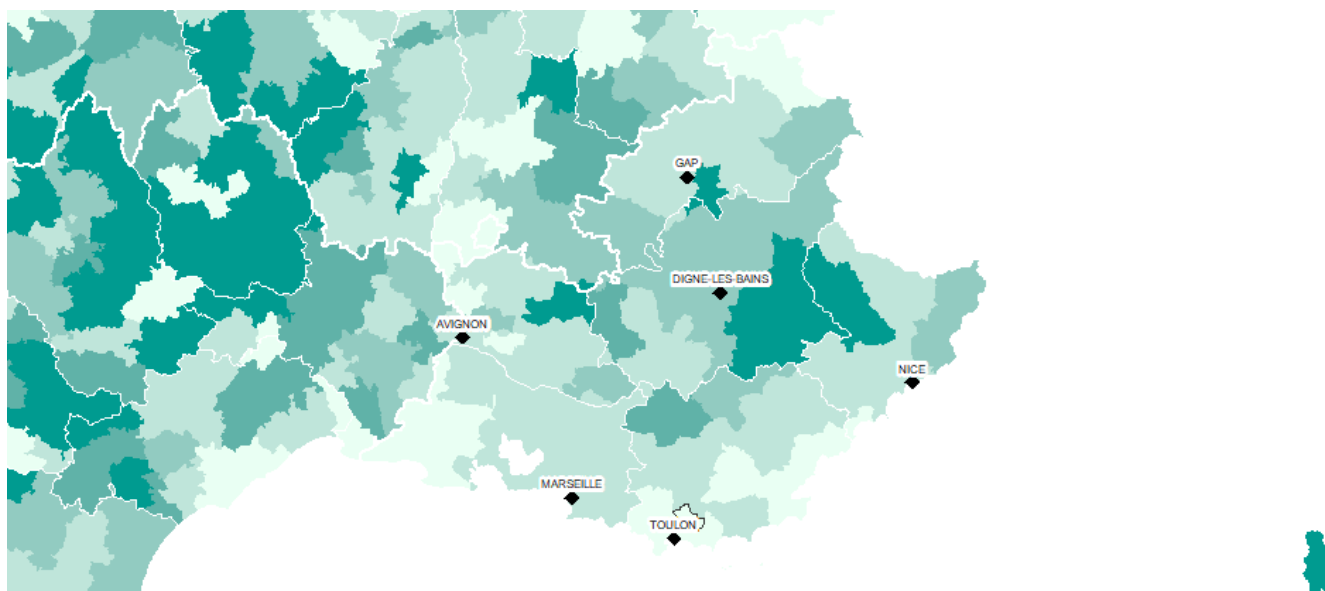 GAP
DIGNE-LES-BAINS
AVIGNON
NICE
MARSEILLE
TOULON